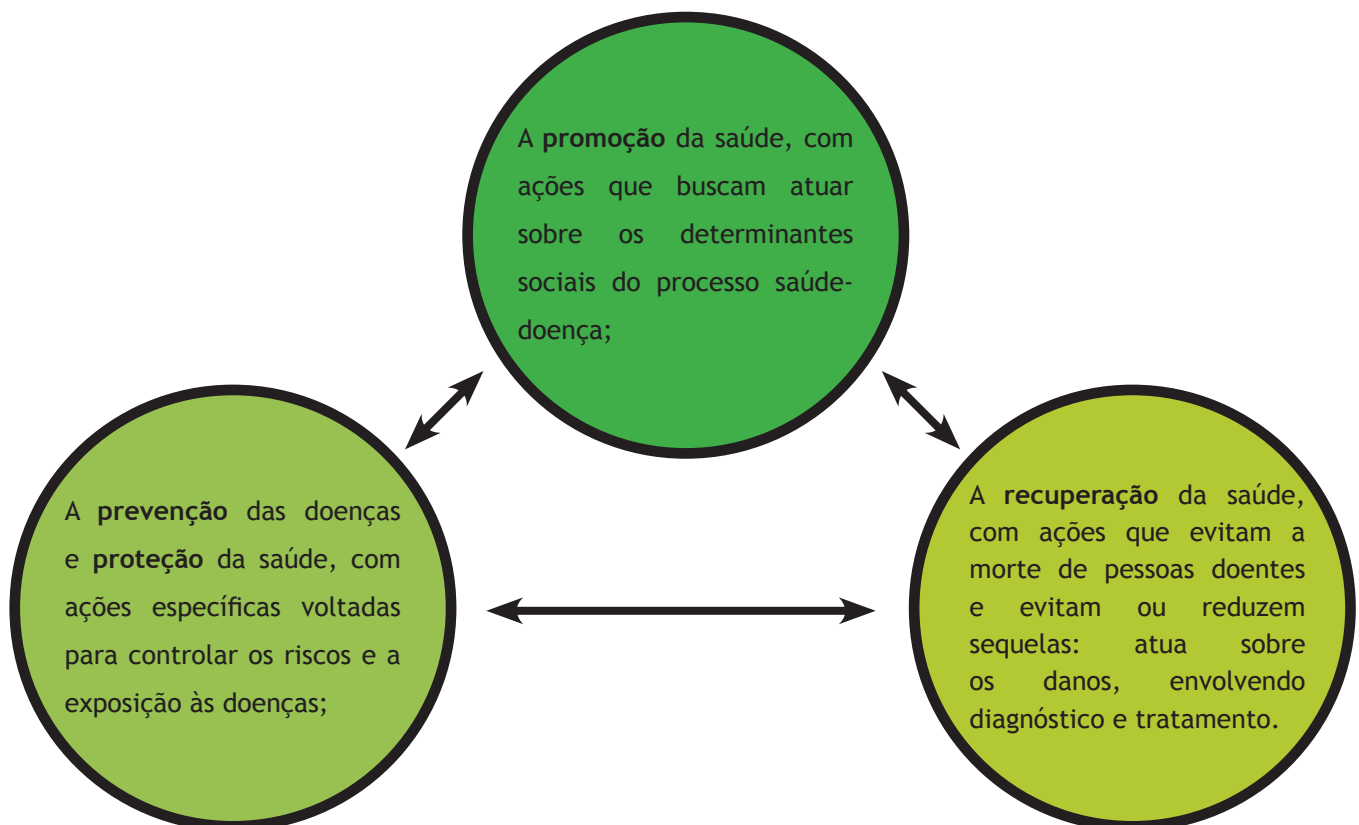 A promoção da saúde, com
ações que buscam atuar
sobre os determinantes
sociais do processo saúde-
doença;
A prevenção das doenças
e proteção da saúde, com
ações específicas voltadas
para controlar os riscos e a
exposição às doenças;
A recuperação da saúde,
com ações que evitam a
morte de pessoas doentes
e evitam ou reduzem
sequelas: atua sobre
os danos, envolvendo
diagnóstico e tratamento.